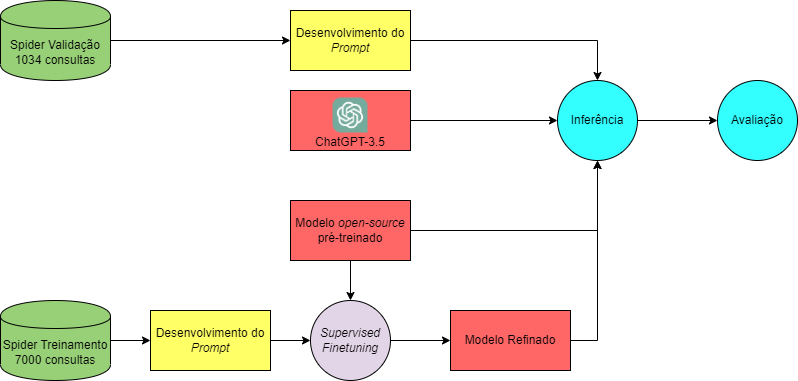 Spider Validação
1034 consultas
Desenvolvimento do
Prompt
ChatGPT-3.5
Inferência
Avaliação
Modelo open-source
pré-treinado
Spider Treinamento
7000 consultas
Desenvolvimento do
Prompt
Supervised
Finetuning
Modelo Refinado